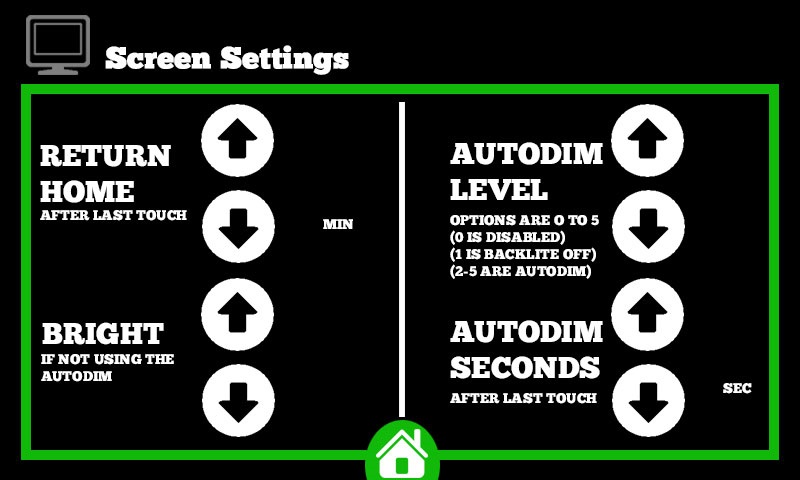 Screen Settings
RETURN
HOME
AFTER LAST TOUCH
MIN
BRIGHT
IF NOT USING THE
AUTODIM
AUTODIM
LEVEL
OPTIONS ARE 0 TO 5
(0 IS DISABLED)
(1 IS BACKLITE OFF)
(2-5 ARE AUTODIM)
AUTODIM
SECONDS
AFTER LAST TOUCH
SEC